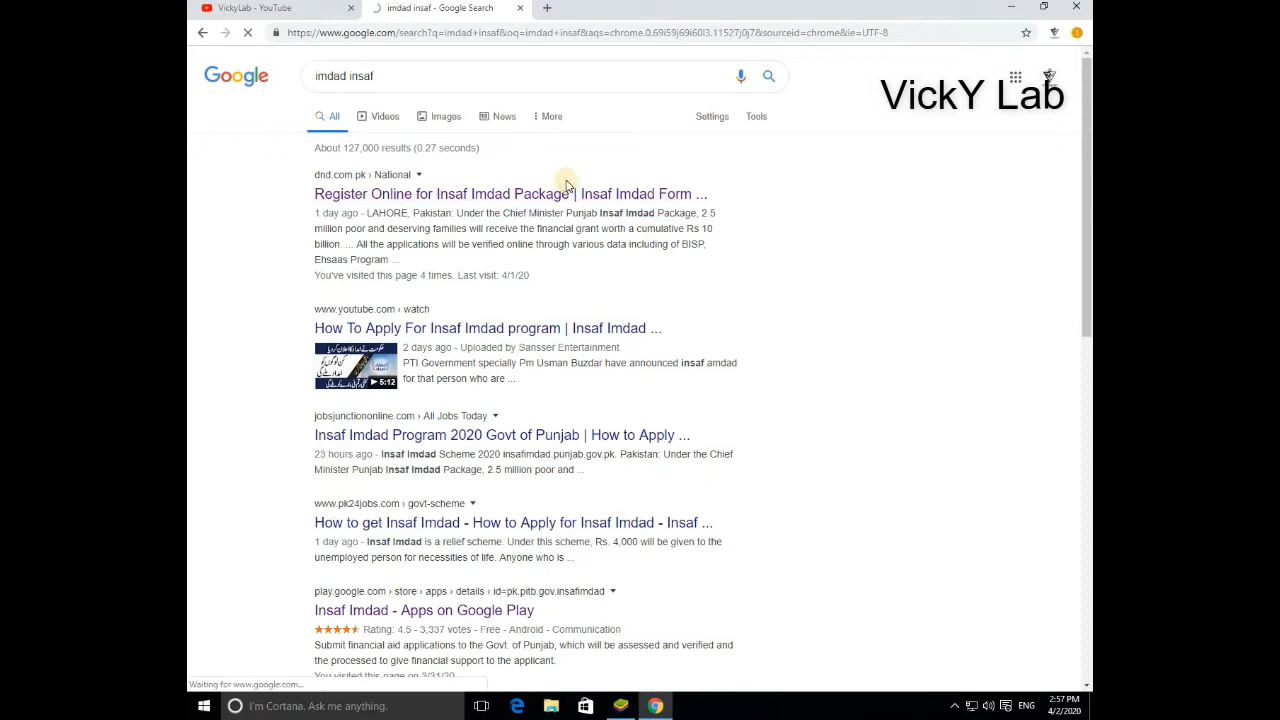 VickyLab - YouTube
imdad insaf - Google Search
https://www.google.com/search?q=imdad+insaf&oq=imdad+insaf&aqs=chrome.0.69i59j69i60l3.11527j0j7&sourceid=chrome&ie=UTF-8
Google
imdad insaf
VickY Lab
All
Videos
Images
News
More
Settings
Tools
About 127,000 results (0.27 seconds)
dnd.com.pk › National
Register Online for Insaf Imdad Package | Insaf Imdad Form ...
1 day ago - LAHORE, Pakistan: Under the Chief Minister Punjab Insaf Imdad Package, 2.5
million poor and deserving families will receive the financial grant worth a cumulative Rs 10
billion. ... All the applications will be verified online through various data including of BISP,
Ehsaas Program ...
You've visited this page 4 times. Last visit: 4/1/20
www.youtube.com › watch
How To Apply For Insaf Imdad program | Insaf Imdad ...
2 days ago - Uploaded by Sansser Entertainment
PTI Government specially Pm Usman Buzdar have announced insaf amdad
for that person who are ...
5:12
jobsjunctiononline.com › All Jobs Today
Insaf Imdad Program 2020 Govt of Punjab | How to Apply ...
23 hours ago - Insaf Imdad Scheme 2020 insafimdad.punjab.gov.pk. Pakistan: Under the Chief
Minister Punjab Insaf Imdad Package, 2.5 million poor and ...
www.pk24jobs.com › govt-scheme
How to get Insaf Imdad - How to Apply for Insaf Imdad - Insaf ...
1 day ago - Insaf Imdad is a relief scheme. Under this scheme, Rs. 4,000 will be given to the
unemployed person for necessities of life. Anyone who is ...
play.google.com › store › apps › details › id=pk.pitb.gov.insafimdad
Insaf Imdad - Apps on Google Play
Rating: 4.5 - 3,337 votes - Free - Android - Communication
Submit financial aid applications to the Govt. of Punjab, which will be assessed and verified and
the processed to give financial support to the applicant.
You visited this page on 3/31/20
Waiting for www.google.com...
I'm Cortana. Ask me anything.
ENG
2:57 PM
4/2/2020